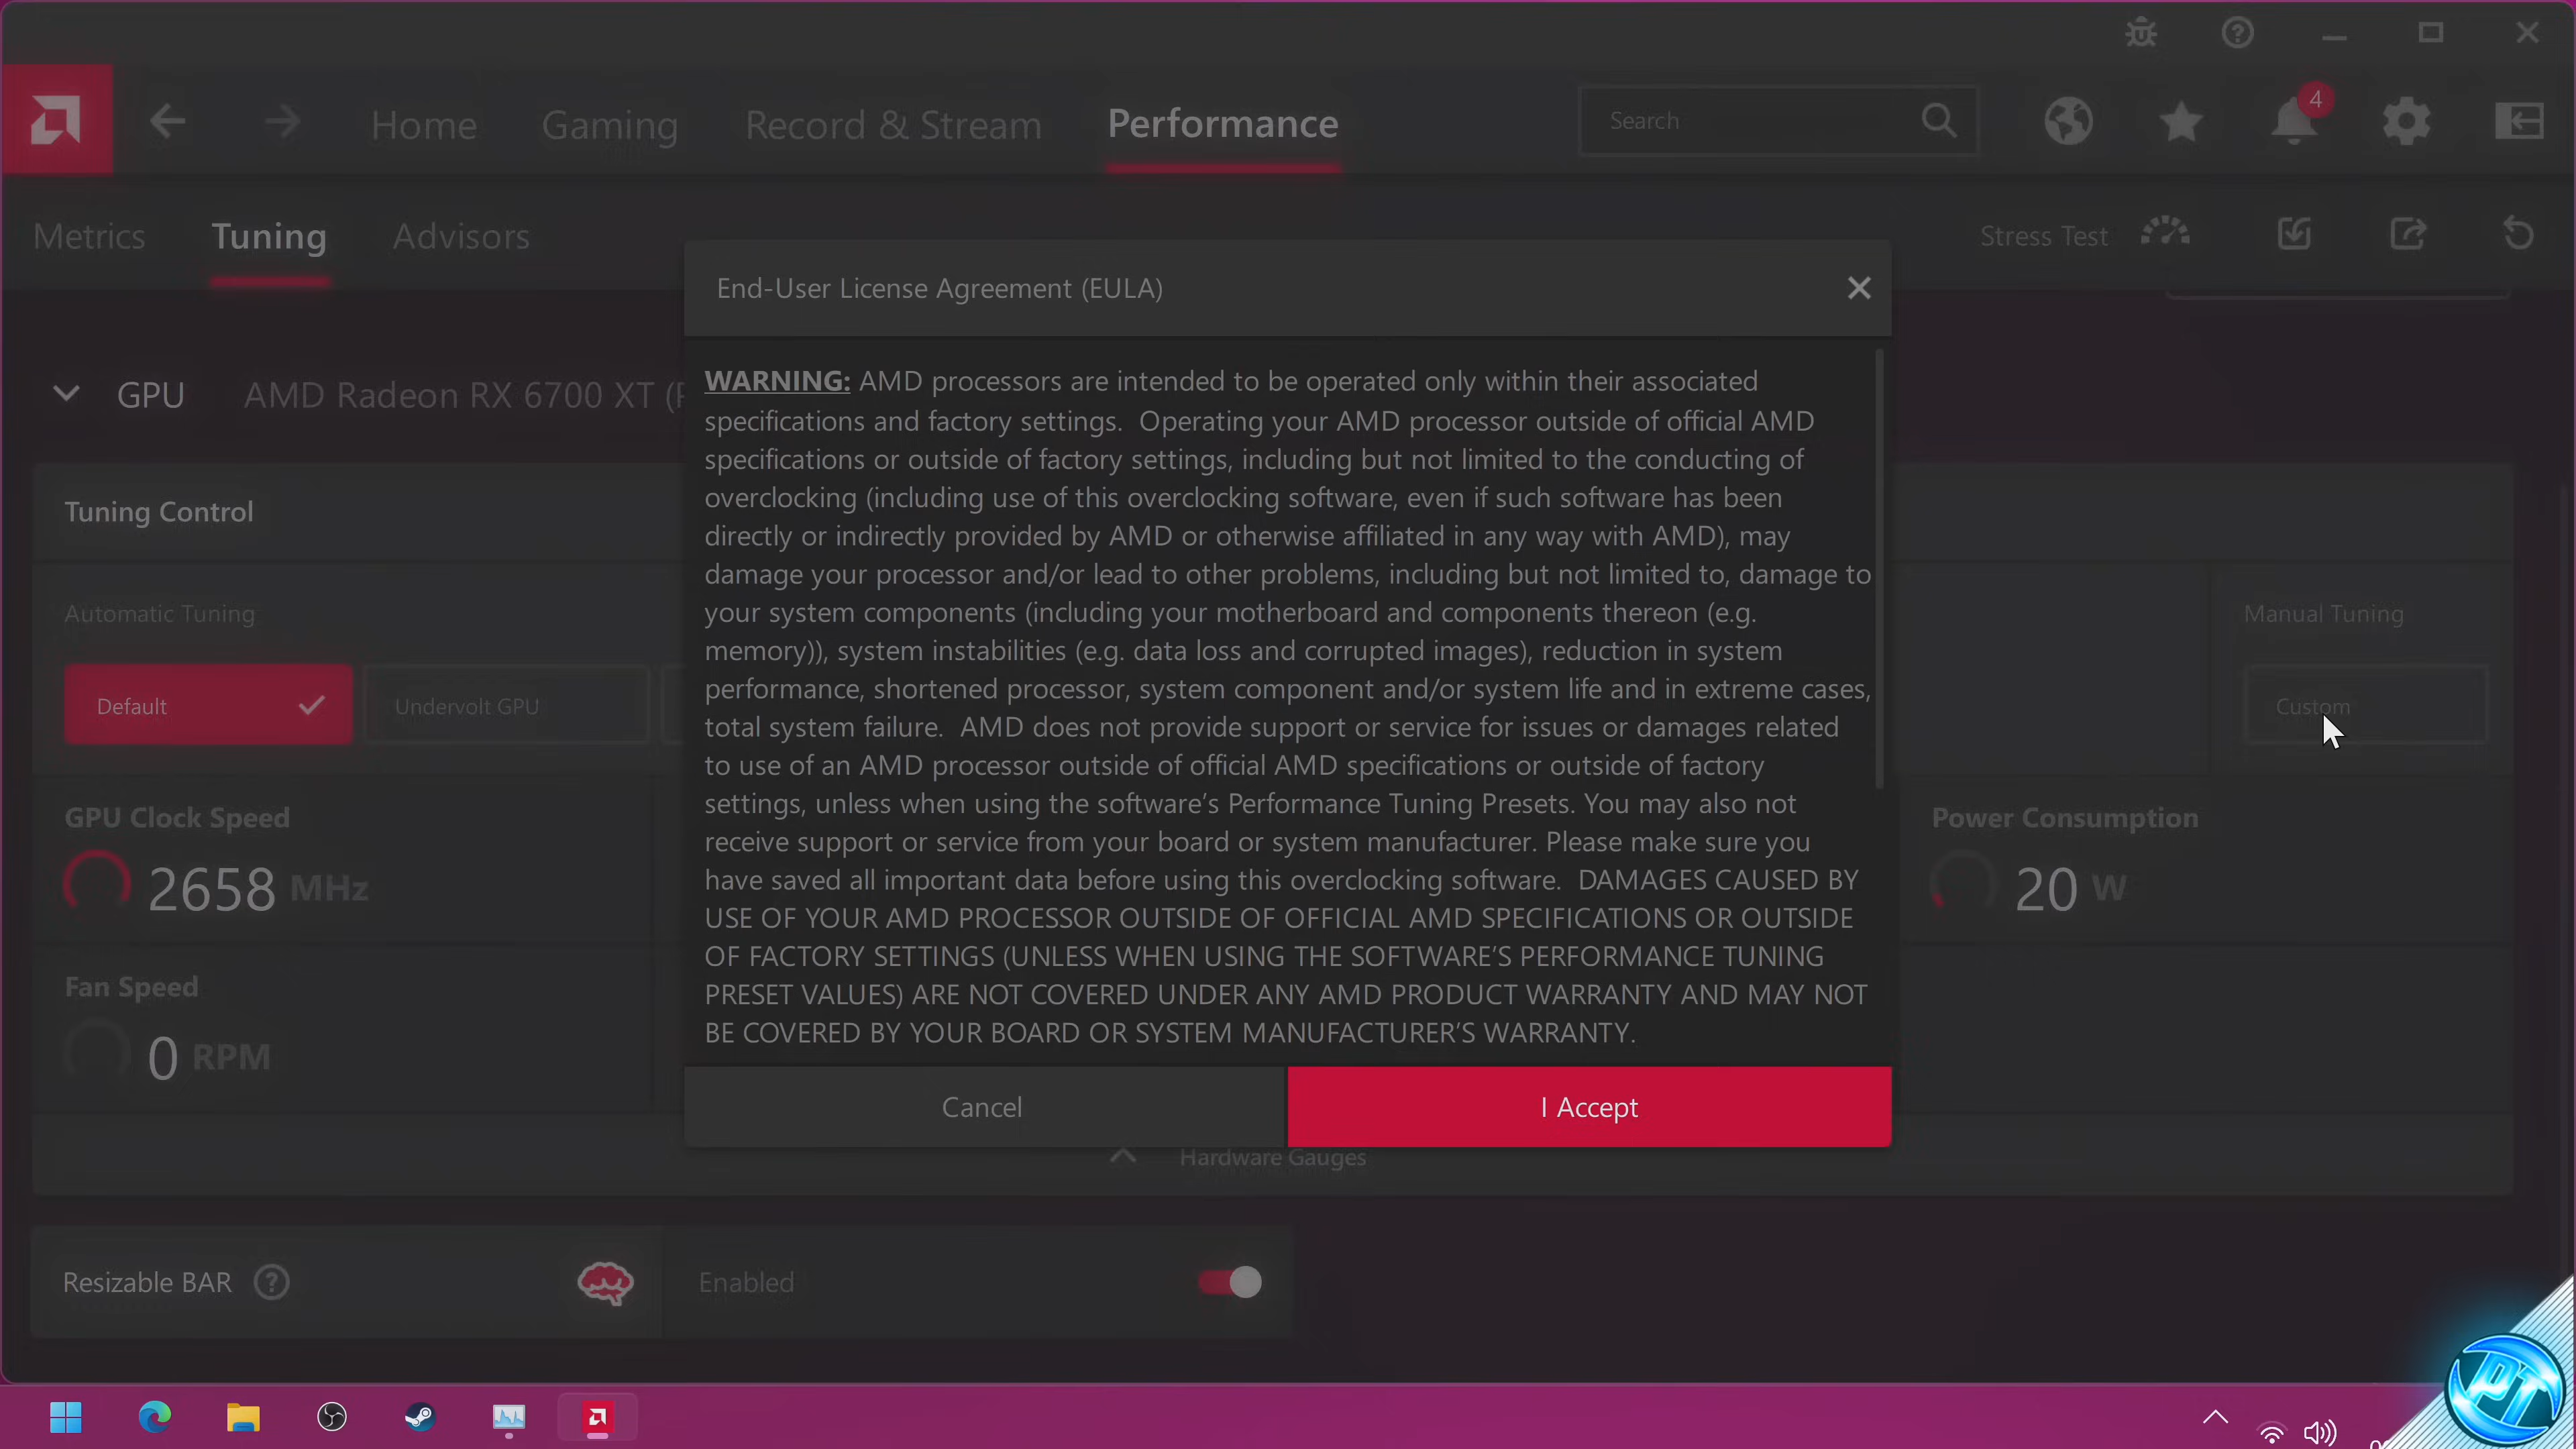 Home Gaming Record & Stream Performance Search 4
Metrics Tuning Advisors Stress Test
End-User License Agreement (EULA)
WARNING: AMD processors are intended to be operated only within their associated
specifications and factory settings.  Operating your AMD processor outside of official AMD
specifications or outside of factory settings, including but not limited to the conducting of
overclocking (including use of this overclocking software, even if such software has been
directly or indirectly provided by AMD or otherwise affiliated in any way with AMD), may
damage your processor and/or lead to other problems, including but not limited to, damage to
your system components (including your motherboard and components thereon (e.g.
memory)), system instabilities (e.g. data loss and corrupted images), reduction in system
performance, shortened processor, system component and/or system life and in extreme cases,
total system failure.  AMD does not provide support or service for issues or damages related
to use of an AMD processor outside of official AMD specifications or outside of factory
settings, unless when using the software's Performance Tuning Presets. You may also not
receive support or service from your board or system manufacturer. Please make sure you
have saved all important data before using this overclocking software.  DAMAGES CAUSED BY
USE OF YOUR AMD PROCESSOR OUTSIDE OF OFFICIAL AMD SPECIFICATIONS OR OUTSIDE
OF FACTORY SETTINGS (UNLESS WHEN USING THE SOFTWARE'S PERFORMANCE TUNING
PRESET VALUES) ARE NOT COVERED UNDER ANY AMD PRODUCT WARRANTY AND MAY NOT
BE COVERED BY YOUR BOARD OR SYSTEM MANUFACTURER'S WARRANTY.
Cancel I Accept
GPU AMD Radeon RX 6700 XT
Tuning Control
Automatic Tuning Manual Tuning
Default Undervolt GPU Custom
GPU Clock Speed Power Consumption
2658 MHz 20 W
Fan Speed
0 RPM
Hardware Gauges
Resizable BAR Enabled
PT